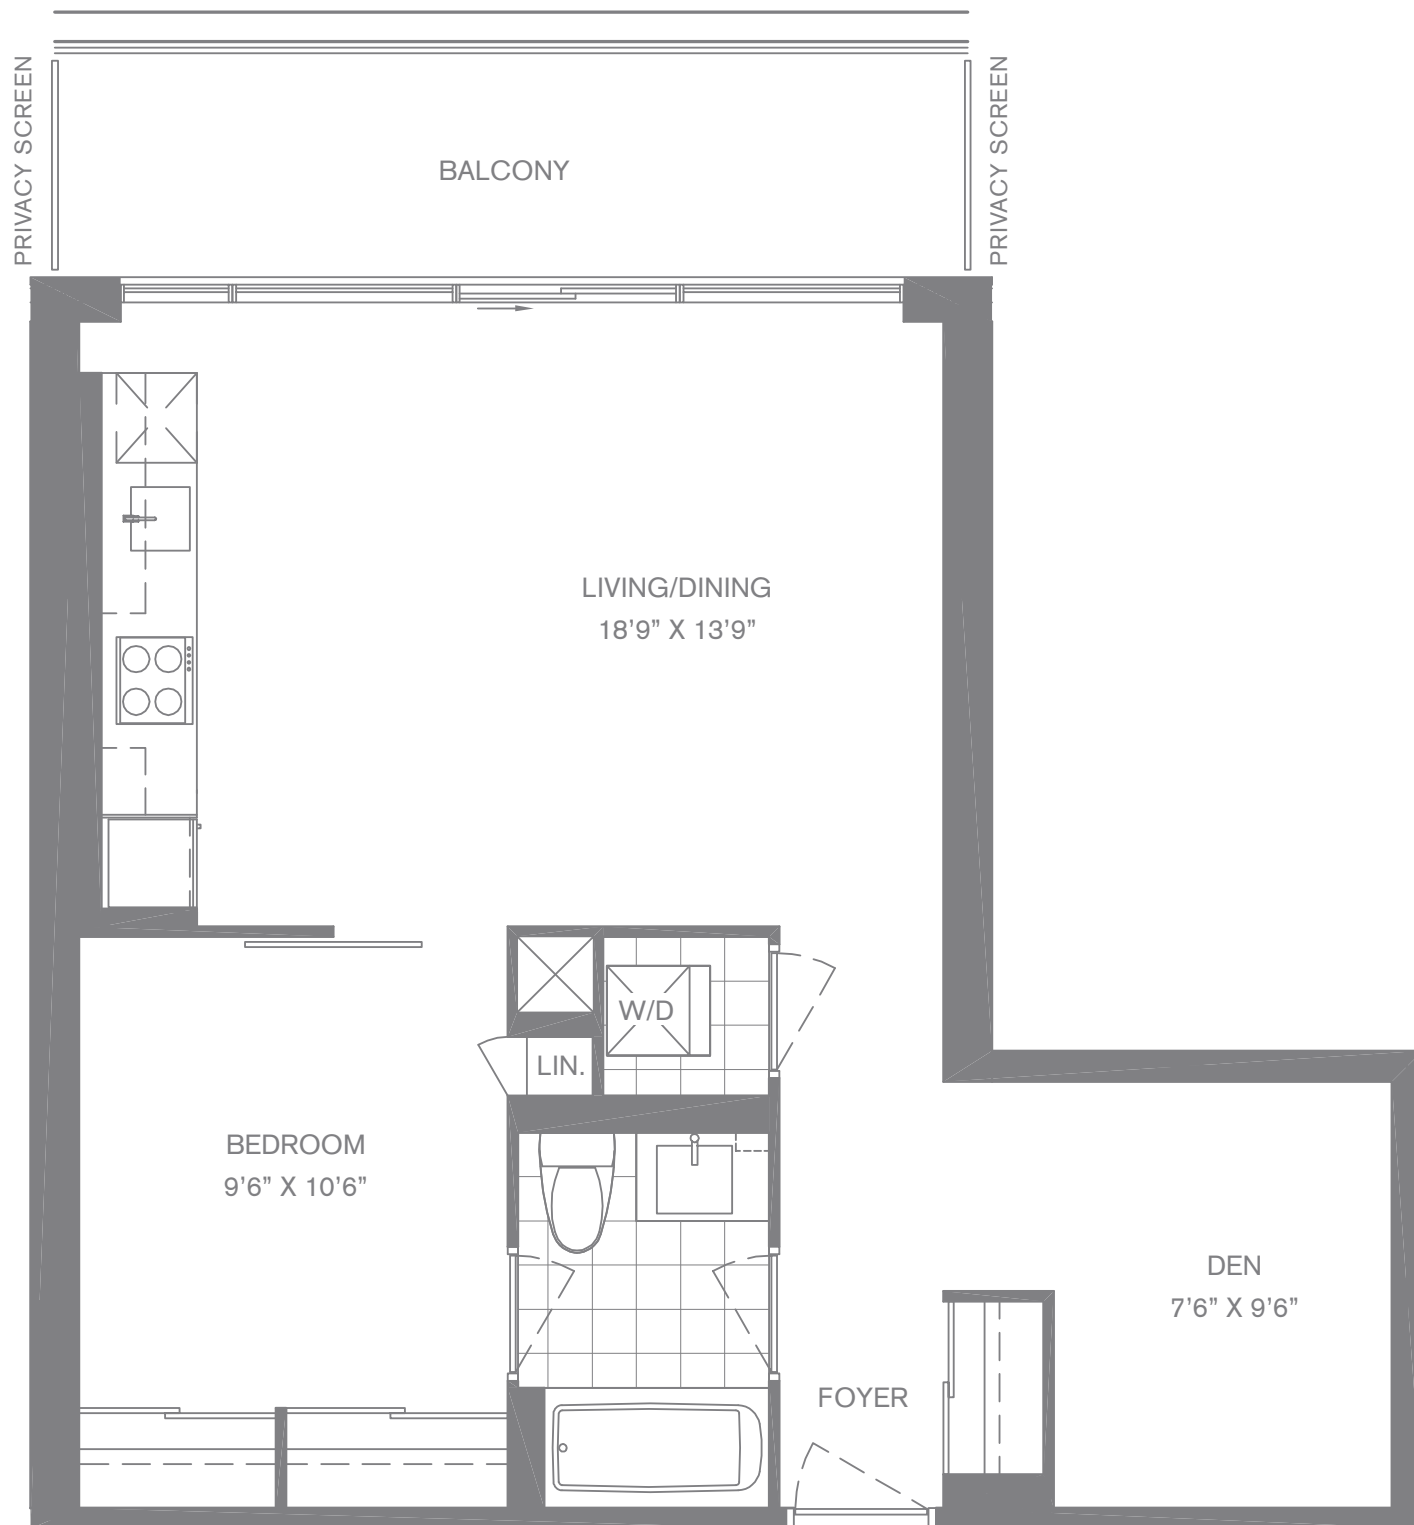 PRIVACY SCREEN
BALCONY
PRIVACY SCREEN
LIVING/DINING
18’9” X 13’9”
W/D
LIN.
BEDROOM
9’6” X 10’6”
DEN
7’6” X 9’6”
FOYER